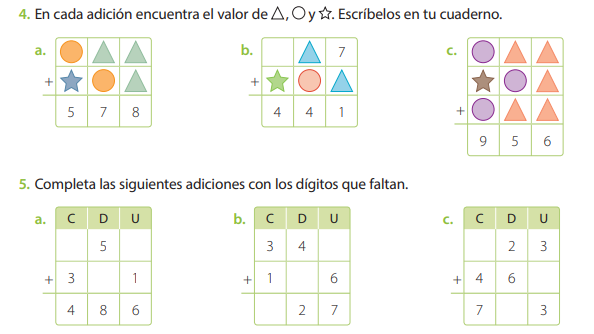 4. En cada adición encuentra el valor de △, ○ y ☆. Escríbelos en tu cuaderno.
a.
+
5 7 8
b.
7
+
4 4 1
c.
+
9 5 6
5. Completa las siguientes adiciones con los dígitos que faltan.
a.
C D U
5
+ 3 1
4 8 6
b.
C D U
3 4
+ 1 6
2 7
c.
C D U
2 3
+ 4 6
7 3